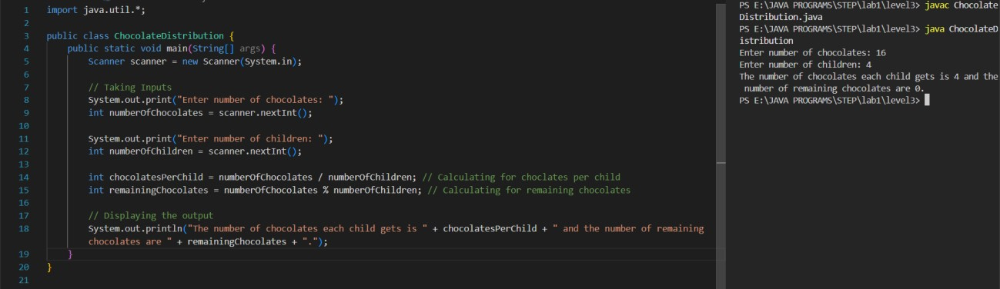 1 import java.util.*;
2
3 public class ChocolateDistribution {
4 public static void main(String[] args) {
5 Scanner scanner = new Scanner(System.in);
6
7 // Taking Inputs
8 System.out.print("Enter number of chocolates: ");
9 int numberOfChocolates = scanner.nextInt();
10
11 System.out.print("Enter number of children: ");
12 int numberOfChildren = scanner.nextInt();
13
14 int chocolatesPerChild = numberOfChocolates / numberOfChildren; // Calculating for choclates per child
15 int remainingChocolates = numberOfChocolates % numberOfChildren; // Calculating for remaining chocolates
16
17 // Displaying the output
18 System.out.println("The number of chocolates each child gets is " + chocolatesPerChild + " and the number of remaining
chocolates are " + remainingChocolates + ".");
19 }
20 }
21
PS E:\JAVA PROGRAMS\STEP\lab1\level3> javac Chocolate
Distribution.java
PS E:\JAVA PROGRAMS\STEP\lab1\level3> java ChocolateD
istribution
Enter number of chocolates: 16
Enter number of children: 4
The number of chocolates each child gets is 4 and the
number of remaining chocolates are 0.
PS E:\JAVA PROGRAMS\STEP\lab1\level3>